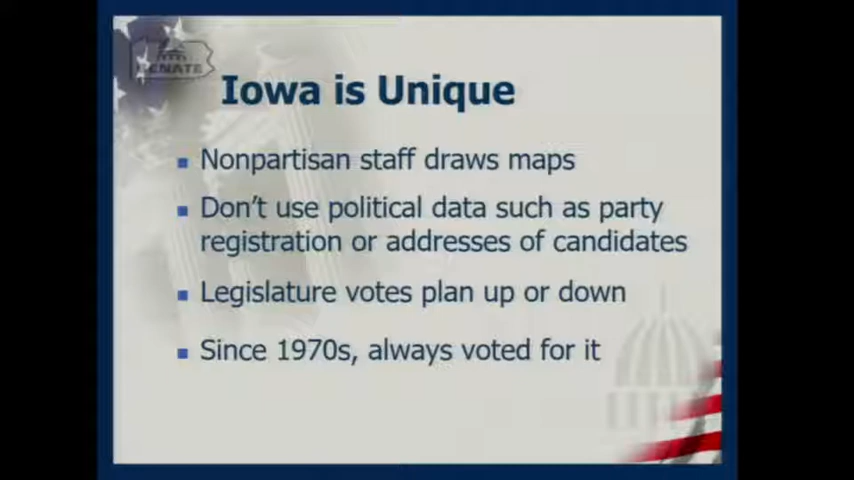 SENATE
Iowa is Unique
Nonpartisan staff draws maps
Don't use political data such as party
registration or addresses of candidates
Legislature votes plan up or down
Since 1970s, always voted for it